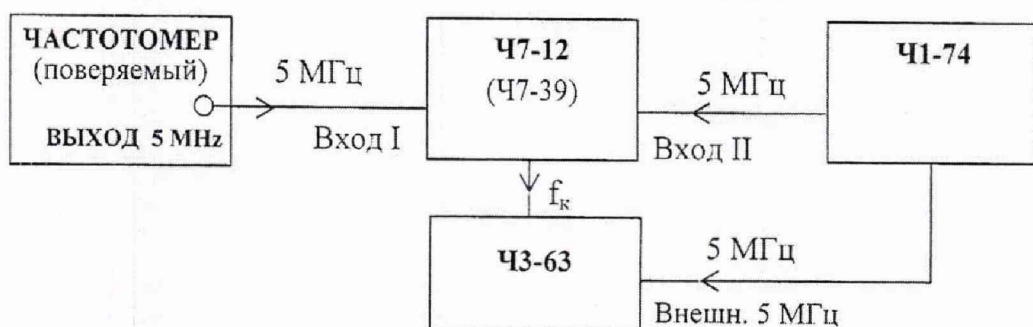 ЧАСТОТОМЕР
(поверяемый)
ВЫХОД 5 MHz
5 МГц
Вход I
Ч7-12
(Ч7-39)
5 МГц
Вход II
Ч1-74
fк
Ч3-63
5 МГц
Внешн. 5 МГц